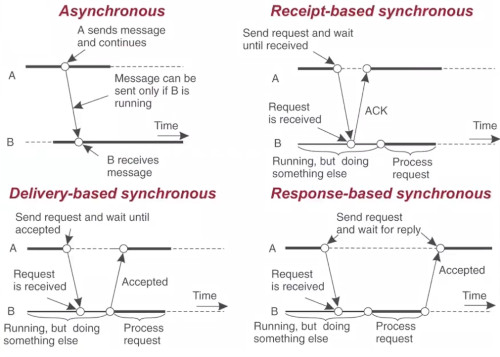 Asynchronous
A sends message
and continues
A
Message can be
sent only if B is
running
Time
B
B receives
message
Receipt-based synchronous
Send request and wait
until received
A
Request
is received
ACK
Time
B
Running, but doing
something else
Process
request
Delivery-based synchronous
Send request and wait until
accepted
A
Request
is received
Accepted
Time
B
Running, but doing
something else
Process
request
Response-based synchronous
Send request
and wait for reply
A
Request
is received
Accepted
Time
B
Running, but doing
something else
Process
request